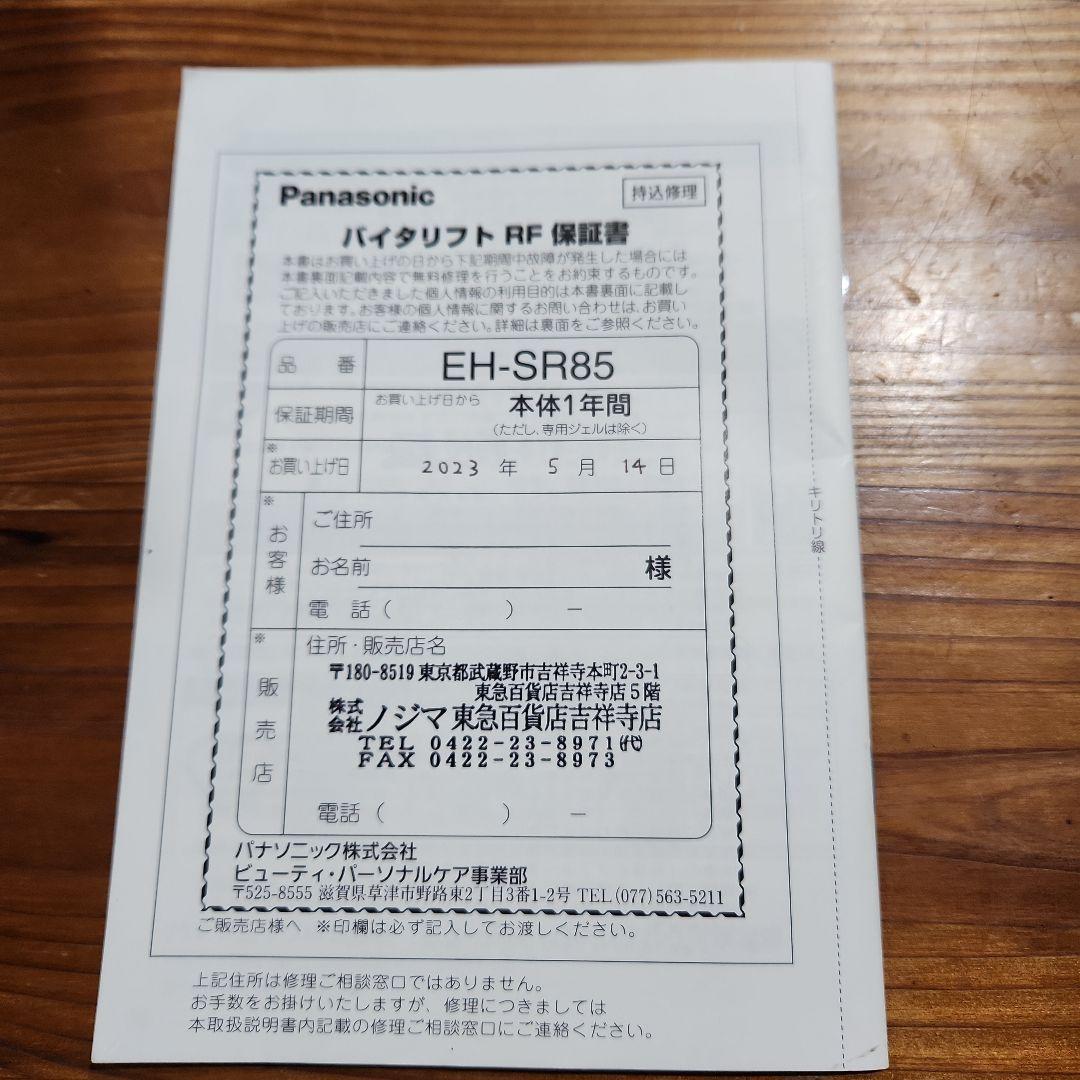 Panasonic
持込修理
バイタリフト RF 保証書
本書はお買い上げの日から下記期間中故障が発生した場合には
本書裏面記載内容で無料修理を行うことをお約束するものです。
ご記入いただきました個人情報の利用目的は本書裏面に記載し
ております。お客様の個人情報に関するお問い合わせは、お買い
上げの販売店にご連絡ください。詳細は裏面をご参照ください。
品 番 EH-SR85
保証期間 お買い上げ日から 本体1年間
(ただし、専用ジェルは除く)
※
お買い上げ日 2023 年 5 月 14 日
※
お客様
ご住所
お名前 様
電 話 ( ) −
※
販売店
住所・販売店名
〒180-8519 東京都武蔵野市吉祥寺本町2-3-1
東急百貨店吉祥寺店5階
株式会社 ノジマ 東急百貨店吉祥寺店
TEL 0422-23-8971㈹
FAX 0422-23-8973
電話 ( ) −
パナソニック株式会社
ビューティ・パーソナルケア事業部
〒525-8555 滋賀県草津市野路東2丁目3番1-2号 TEL(077)563-5211
ご販売店様へ ※印欄は必ず記入してお渡しください。
上記住所は修理ご相談窓口ではありません。
お手数をお掛けいたしますが、修理につきましては
本取扱説明書内記載の修理ご相談窓口にご連絡ください。
キリトリ線